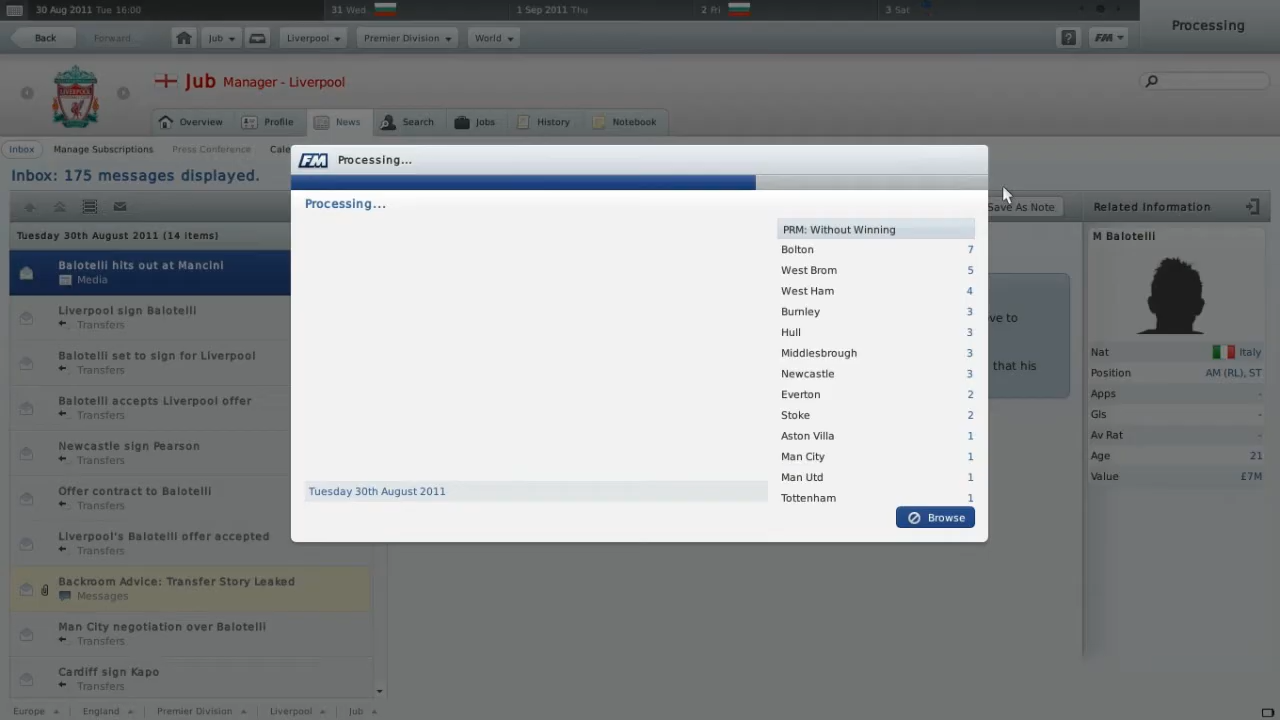 30 Aug 2011 Tue 16:00 31 Wed 1 Sep 2011 Thu 2 Fri 3 Sat
Processing
Back Forward... Job Liverpool Premier Division World ? FM
Jub Manager - Liverpool
LIVERPOOL
Overview Profile News Search Jobs History Notebook
Inbox Manage Subscriptions Press Conference
Inbox: 175 messages displayed.
Save As Note
Related Information
Tuesday 30th August 2011 (14 items)
Balotelli hits out at Mancini
Media
Liverpool sign Balotelli
Transfers
Balotelli set to sign for Liverpool
Transfers
Balotelli accepts Liverpool offer
Transfers
Newcastle sign Pearson
Transfers
Offer contract to Balotelli
Transfers
Liverpool's Balotelli offer accepted
Transfers
Backroom Advice: Transfer Story Leaked
Messages
Man City negotiation over Balotelli
Transfers
Cardiff sign Kapo
Transfers
FM Processing...
Processing...
PRM: Without Winning
Bolton 7
West Brom 5
West Ham 4
Burnley 3
Hull 3
Middlesbrough 3
Newcastle 3
Everton 2
Stoke 2
Aston Villa 1
Man City 1
Man Utd 1
Tottenham 1
Tuesday 30th August 2011
Browse
to
that his
M Balotelli
Nat Italy
Position AM (RL), ST
Apps -
Gls -
Av Rat -
Age 21
Value £7M
Europe England Premier Division Liverpool Jub